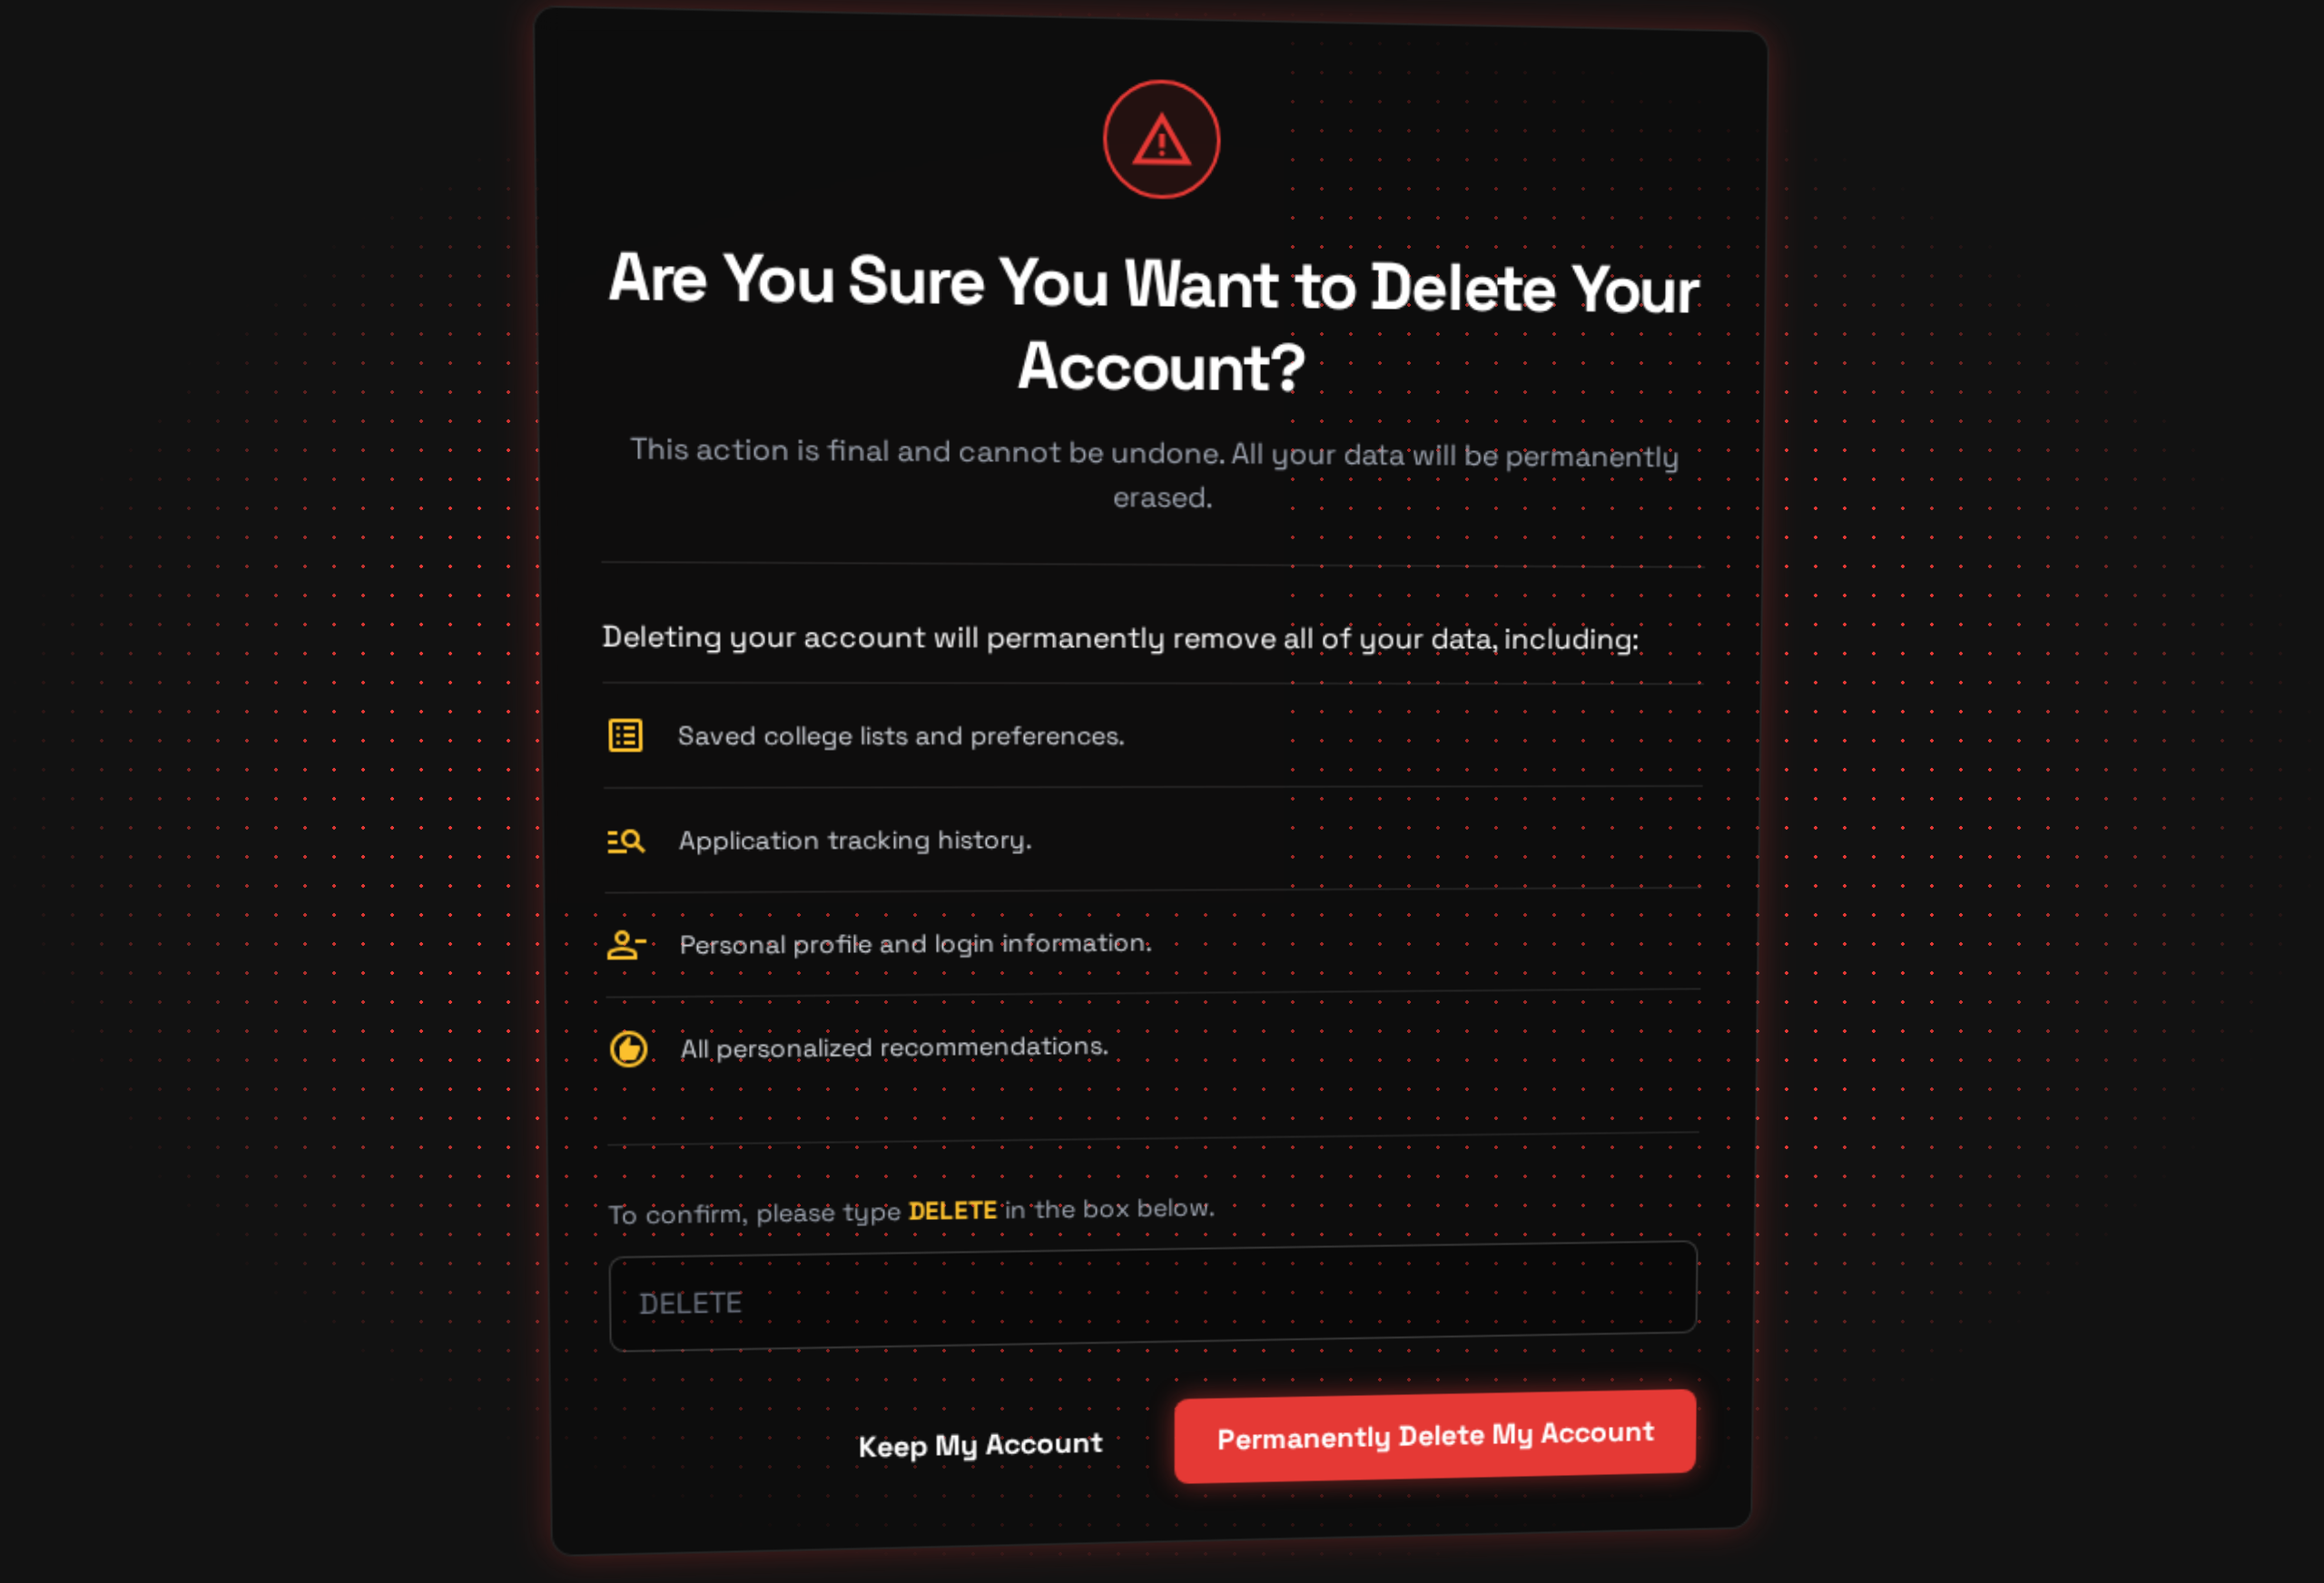 Are You Sure You Want to Delete Your
Account?
This action is final and cannot be undone. All your data will be permanently
erased.
Deleting your account will permanently remove all of your data, including:
Saved college lists and preferences.
Application tracking history.
Personal profile and login information.
All personalized recommendations.
To confirm, please type DELETE in the box below.
DELETE
Keep My Account
Permanently Delete My Account